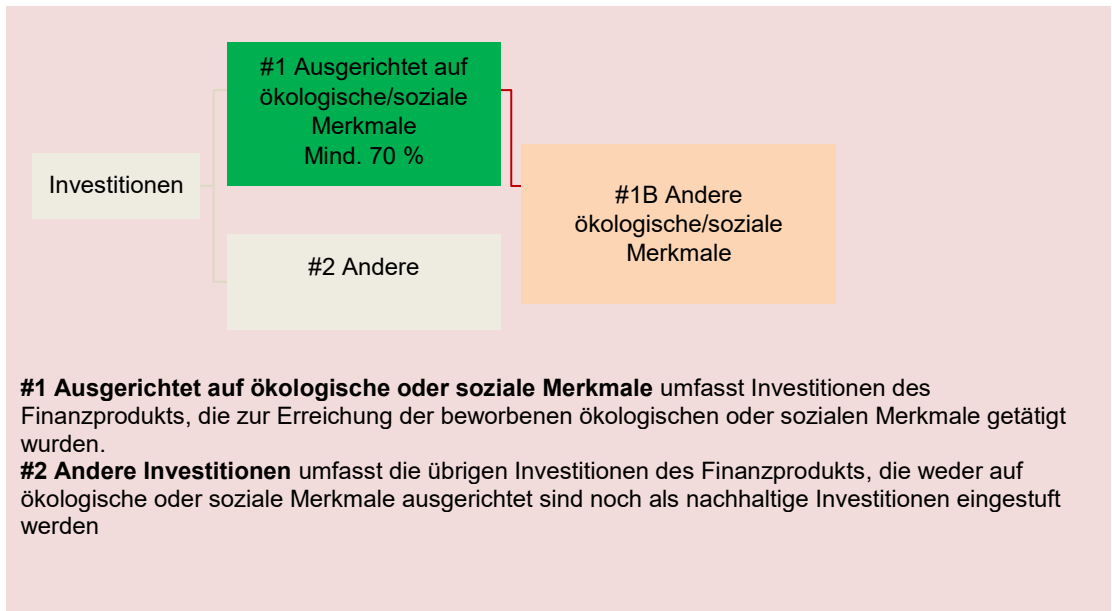 #1 Ausgerichtet auf
ökologische/soziale
Merkmale
Mind. 70 %
Investitionen
#1B Andere
ökologische/soziale
Merkmale
#2 Andere
#1 Ausgerichtet auf ökologische oder soziale Merkmale umfasst Investitionen des
Finanzprodukts, die zur Erreichung der beworbenen ökologischen oder sozialen Merkmale getätigt
wurden.
#2 Andere Investitionen umfasst die übrigen Investitionen des Finanzprodukts, die weder auf
ökologische oder soziale Merkmale ausgerichtet sind noch als nachhaltige Investitionen eingestuft
werden